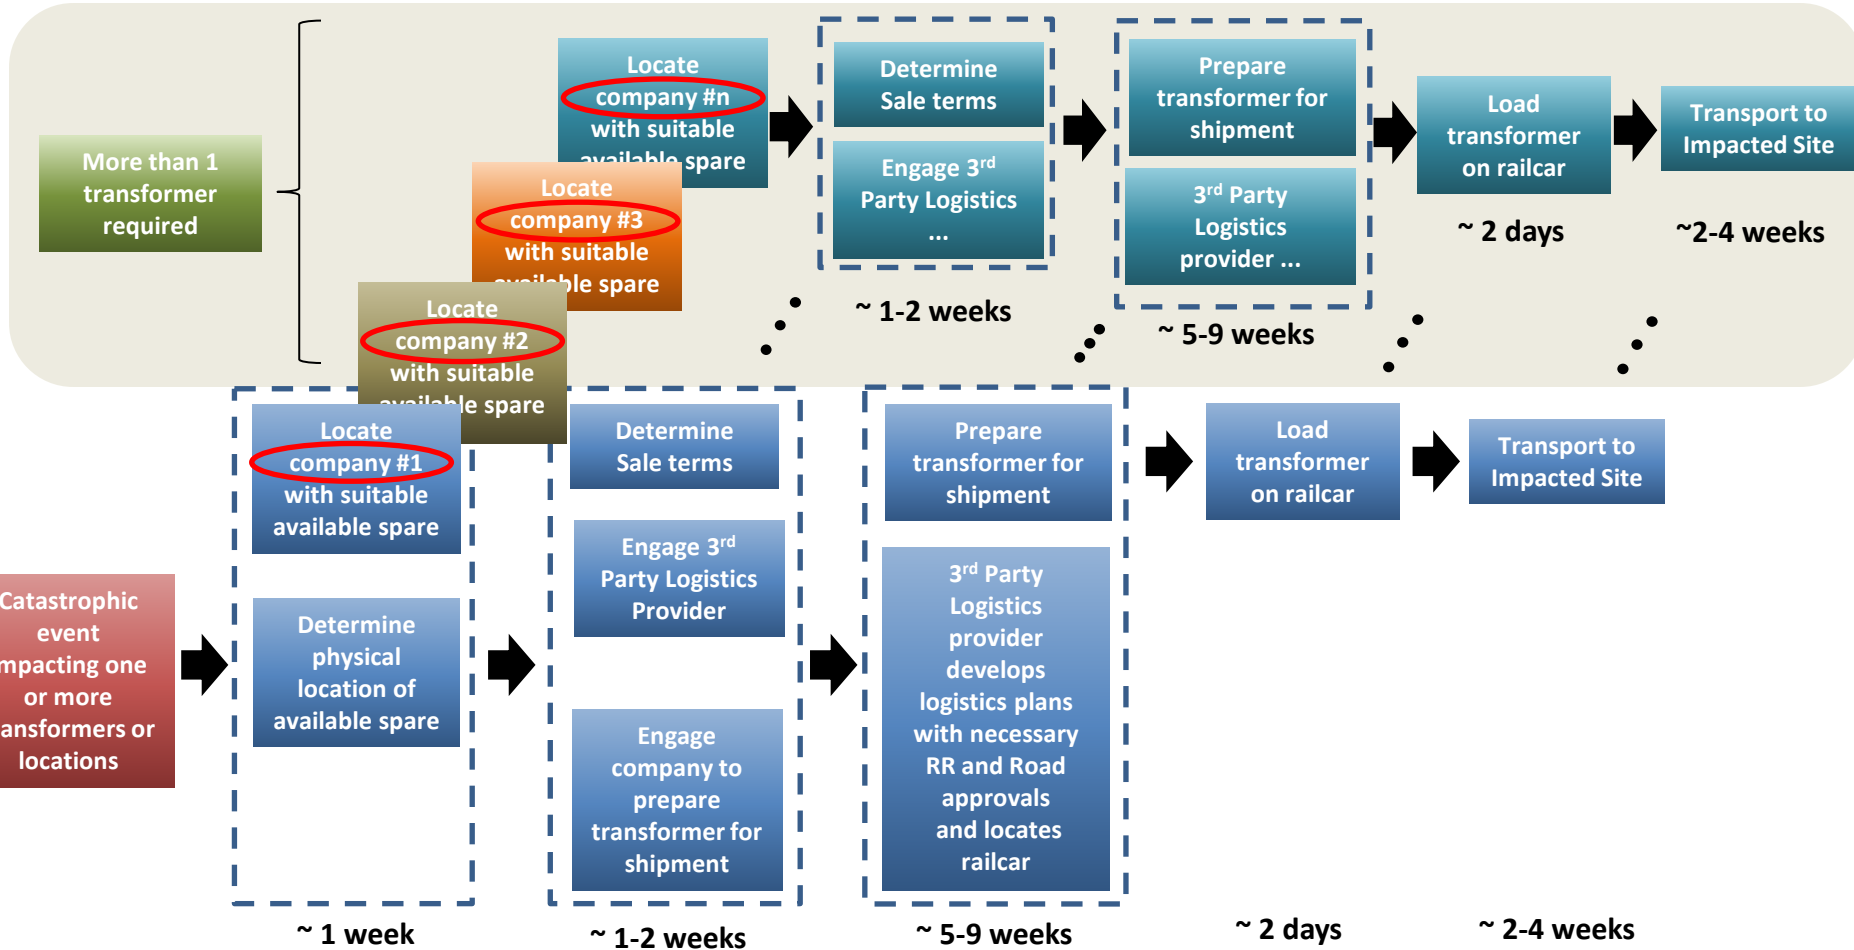 More than 1
transformer
required
Locate
company #n
with suitable
available spare
Locate
company #3
with suitable
available spare
Locate
company #2
with suitable
available spare
Determine
Sale terms
Engage 3rd
Party Logistics
...
~ 1-2 weeks
Prepare
transformer for
shipment
3rd Party
Logistics
provider ...
~ 5-9 weeks
Load
transformer
on railcar
~ 2 days
Transport to
Impacted Site
~2-4 weeks
Catastrophic
event
mpacting one
or more
ansformers or
locations
Locate
company #1
with suitable
available spare
Determine
physical
location of
available spare
~ 1 week
Determine
Sale terms
Engage 3rd
Party Logistics
Provider
Engage
company to
prepare
transformer for
shipment
~ 1-2 weeks
Prepare
transformer for
shipment
3rd Party
Logistics
provider
develops
logistics plans
with necessary
RR and Road
approvals
and locates
railcar
~ 5-9 weeks
Load
transformer
on railcar
~ 2 days
Transport to
Impacted Site
~ 2-4 weeks